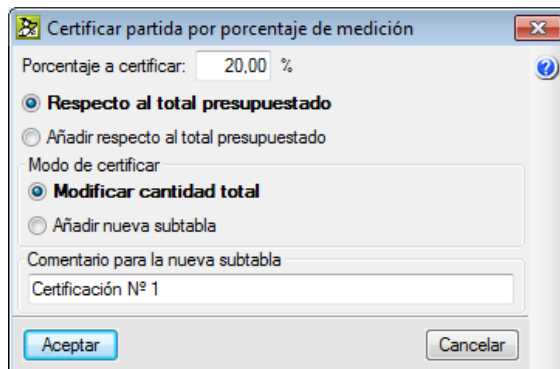 Certificar partida por porcentaje de medición
Porcentaje a certificar: 20,00 %
Respecto al total presupuestado
Añadir respecto al total presupuestado
Modo de certificar
Modificar cantidad total
Añadir nueva subtabla
Comentario para la nueva subtabla
Certificación Nº 1
Aceptar Cancelar